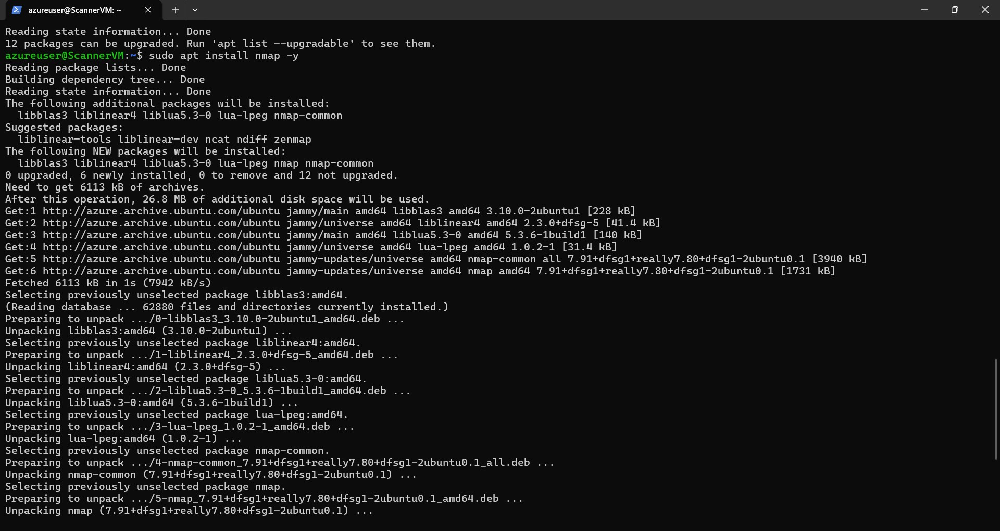 azureuser@ScannerVM: ~
Reading state information... Done
12 packages can be upgraded. Run 'apt list --upgradable' to see them.
azureuser@ScannerVM:~$ sudo apt install nmap -y
Reading package lists... Done
Building dependency tree... Done
Reading state information... Done
The following additional packages will be installed:
  libblas3 liblinear4 liblua5.3-0 lua-lpeg nmap-common
Suggested packages:
  liblinear-tools liblinear-dev ncat ndiff zenmap
The following NEW packages will be installed:
  libblas3 liblinear4 liblua5.3-0 lua-lpeg nmap nmap-common
0 upgraded, 6 newly installed, 0 to remove and 12 not upgraded.
Need to get 6113 kB of archives.
After this operation, 26.8 MB of additional disk space will be used.
Get:1 http://azure.archive.ubuntu.com/ubuntu jammy/main amd64 libblas3 amd64 3.10.0-2ubuntu1 [228 kB]
Get:2 http://azure.archive.ubuntu.com/ubuntu jammy/universe amd64 liblinear4 amd64 2.3.0+dfsg-5 [41.4 kB]
Get:3 http://azure.archive.ubuntu.com/ubuntu jammy/main amd64 liblua5.3-0 amd64 5.3.6-1build1 [140 kB]
Get:4 http://azure.archive.ubuntu.com/ubuntu jammy/universe amd64 lua-lpeg amd64 1.0.2-1 [31.4 kB]
Get:5 http://azure.archive.ubuntu.com/ubuntu jammy-updates/universe amd64 nmap-common all 7.91+dfsg1+really7.80+dfsg1-2ubuntu0.1 [3940 kB]
Get:6 http://azure.archive.ubuntu.com/ubuntu jammy-updates/universe amd64 nmap amd64 7.91+dfsg1+really7.80+dfsg1-2ubuntu0.1 [1731 kB]
Fetched 6113 kB in 1s (7942 kB/s)
Selecting previously unselected package libblas3:amd64.
(Reading database ... 62880 files and directories currently installed.)
Preparing to unpack .../0-libblas3_3.10.0-2ubuntu1_amd64.deb ...
Unpacking libblas3:amd64 (3.10.0-2ubuntu1) ...
Selecting previously unselected package liblinear4:amd64.
Preparing to unpack .../1-liblinear4_2.3.0+dfsg-5_amd64.deb ...
Unpacking liblinear4:amd64 (2.3.0+dfsg-5) ...
Selecting previously unselected package liblua5.3-0:amd64.
Preparing to unpack .../2-liblua5.3-0_5.3.6-1build1_amd64.deb ...
Unpacking liblua5.3-0:amd64 (5.3.6-1build1) ...
Selecting previously unselected package lua-lpeg:amd64.
Preparing to unpack .../3-lua-lpeg_1.0.2-1_amd64.deb ...
Unpacking lua-lpeg:amd64 (1.0.2-1) ...
Selecting previously unselected package nmap-common.
Preparing to unpack .../4-nmap-common_7.91+dfsg1+really7.80+dfsg1-2ubuntu0.1_all.deb ...
Unpacking nmap-common (7.91+dfsg1+really7.80+dfsg1-2ubuntu0.1) ...
Selecting previously unselected package nmap.
Preparing to unpack .../5-nmap_7.91+dfsg1+really7.80+dfsg1-2ubuntu0.1_amd64.deb ...
Unpacking nmap (7.91+dfsg1+really7.80+dfsg1-2ubuntu0.1) ...